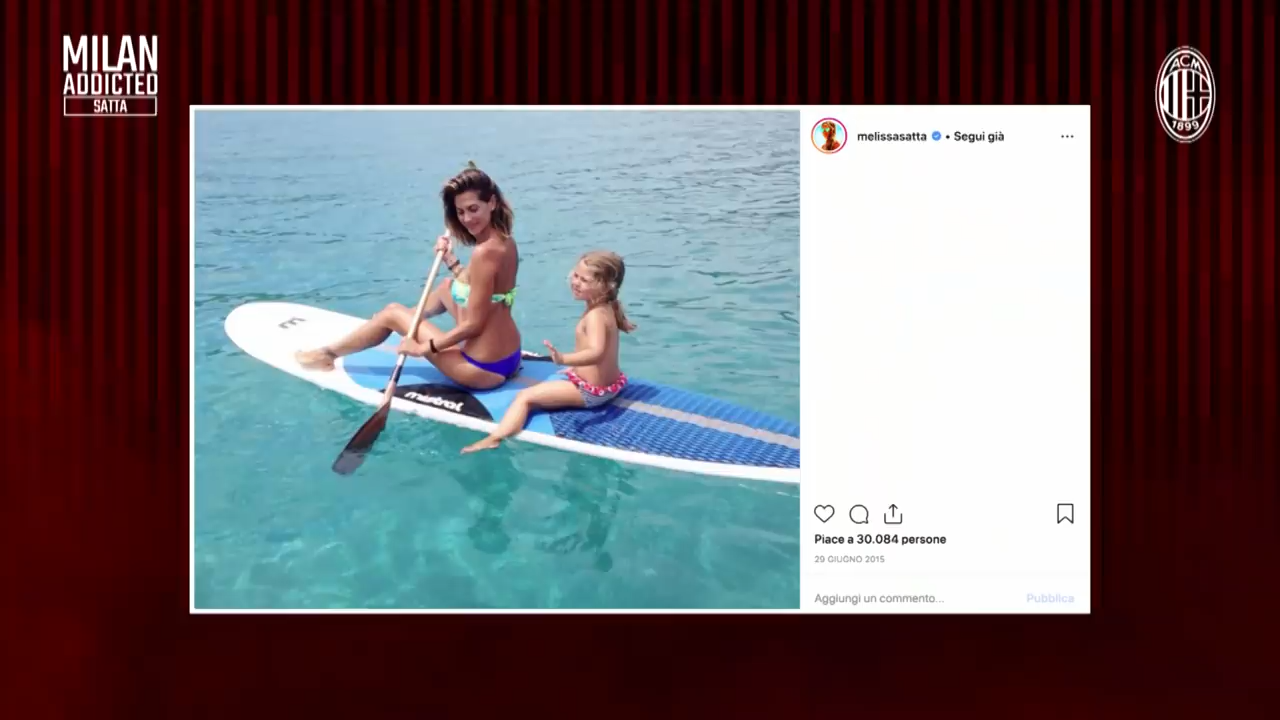 MILAN
ADDICTED
SATTA
ACM
1899
melissasatta • Segui già
E
mistral
Piace a 30.084 persone
29 GIUGNO 2015
Aggiungi un commento...
Pubblica